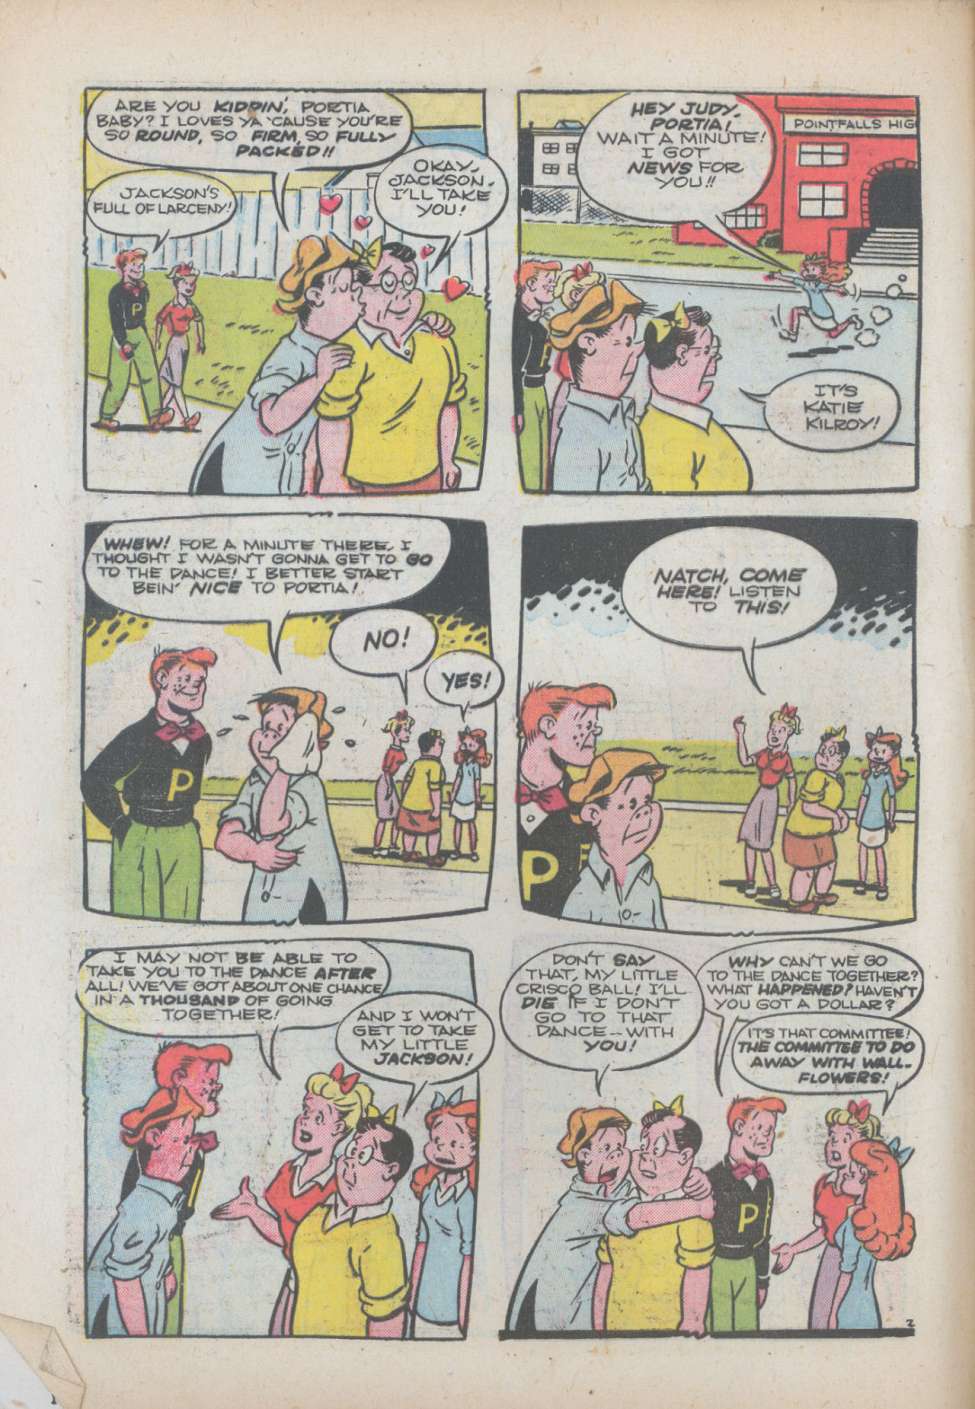 ARE YOU KIDDIN', PORTIA
BABY? I LOVES YA 'CAUSE YOU'RE
SO ROUND, SO FIRM, SO FULLY
PACKED!!
JACKSON'S
FULL OF LARCENY!
OKAY,
JACKSON.
I'LL TAKE
YOU!
P
HEY JUDY,
PORTIA!
WAIT A MINUTE!
I GOT
NEWS FOR
YOU!!
POINTFALLS HIG
IT'S
KATIE
KILROY!
WHEW! FOR A MINUTE THERE, I
THOUGHT I WASN'T GONNA GET TO GO
TO THE DANCE! I BETTER START
BEIN' NICE TO PORTIA!
NO!
YES!
P
NATCH, COME
HERE! LISTEN
TO THIS!
P
I MAY NOT BE ABLE TO
TAKE YOU TO THE DANCE AFTER
ALL! WE'VE GOT ABOUT ONE CHANCE
IN A THOUSAND OF GOING
TOGETHER!
AND I WON'T
GET TO TAKE
MY LITTLE
JACKSON!
DON'T SAY
THAT, MY LITTLE
CRISCO BALL! I'LL
DIE IF I DON'T
GO TO THAT
DANCE--WITH
YOU!
WHY CAN'T WE GO
TO THE DANCE TOGETHER?
WHAT HAPPENED? HAVEN'T
YOU GOT A DOLLAR?
IT'S THAT COMMITTEE!
THE COMMITTEE TO DO
AWAY WITH WALL-
FLOWERS!
P
2